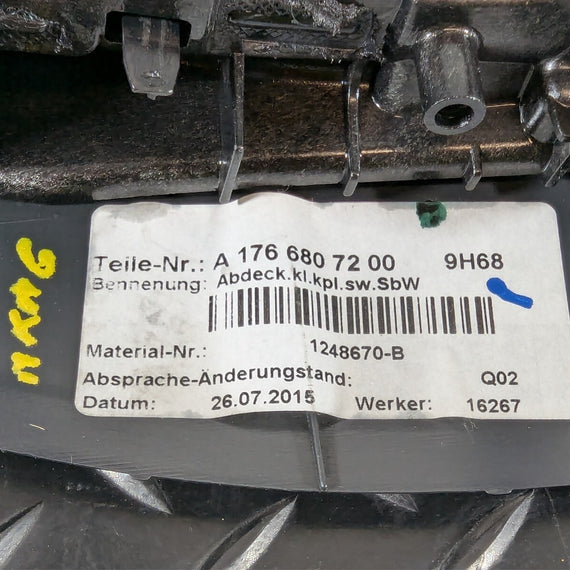 Teile-Nr.: A 176 680 72 00 9H68
Bennenung: Abdeck.kl.kpl.sw.SbW
Material-Nr.: 1248670-B
Absprache-Änderungstand: Q02
Datum: 26.07.2015 Werker: 16267